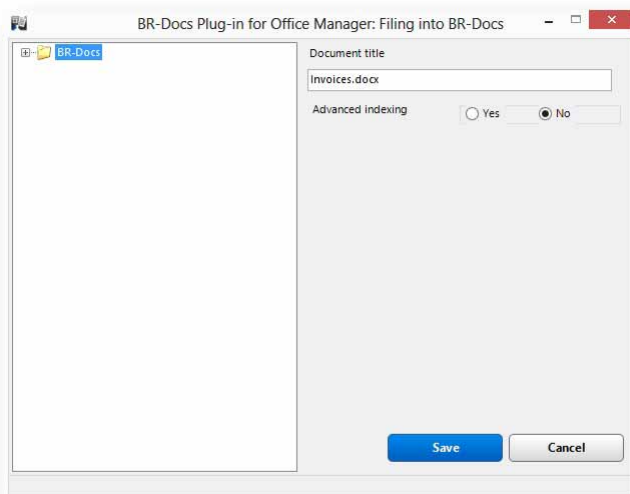 BR-Docs Plug-in for Office Manager: Filing into BR-Docs
BR-Docs
Document title
Invoices.docx
Advanced indexing
Yes
No
Save
Cancel